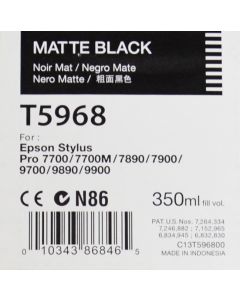 MATTE BLACK
Noir Mat / Negro Mate
Nero Matte / 粗面黑色
T5968
For :
Epson Stylus
Pro 7700/7700M/7890/7900/
9700/9890/9900
CE N86 350ml fill vol.
PAT.U.S. Nos. 7,264,334
7,246,882 ; 7,152,965
6,834,945 ; 6,832,830
C13T596800
MADE IN INDONESIA
0 10343 86846 5